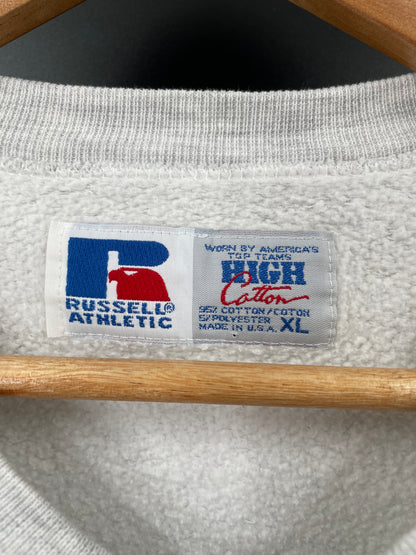 RUSSELL®
ATHLETIC
WORN BY AMERICA'S
TOP TEAMS
HIGH
Cotton
95% COTTON/COTON
5%POLYESTER
MADE IN U.S.A. XL